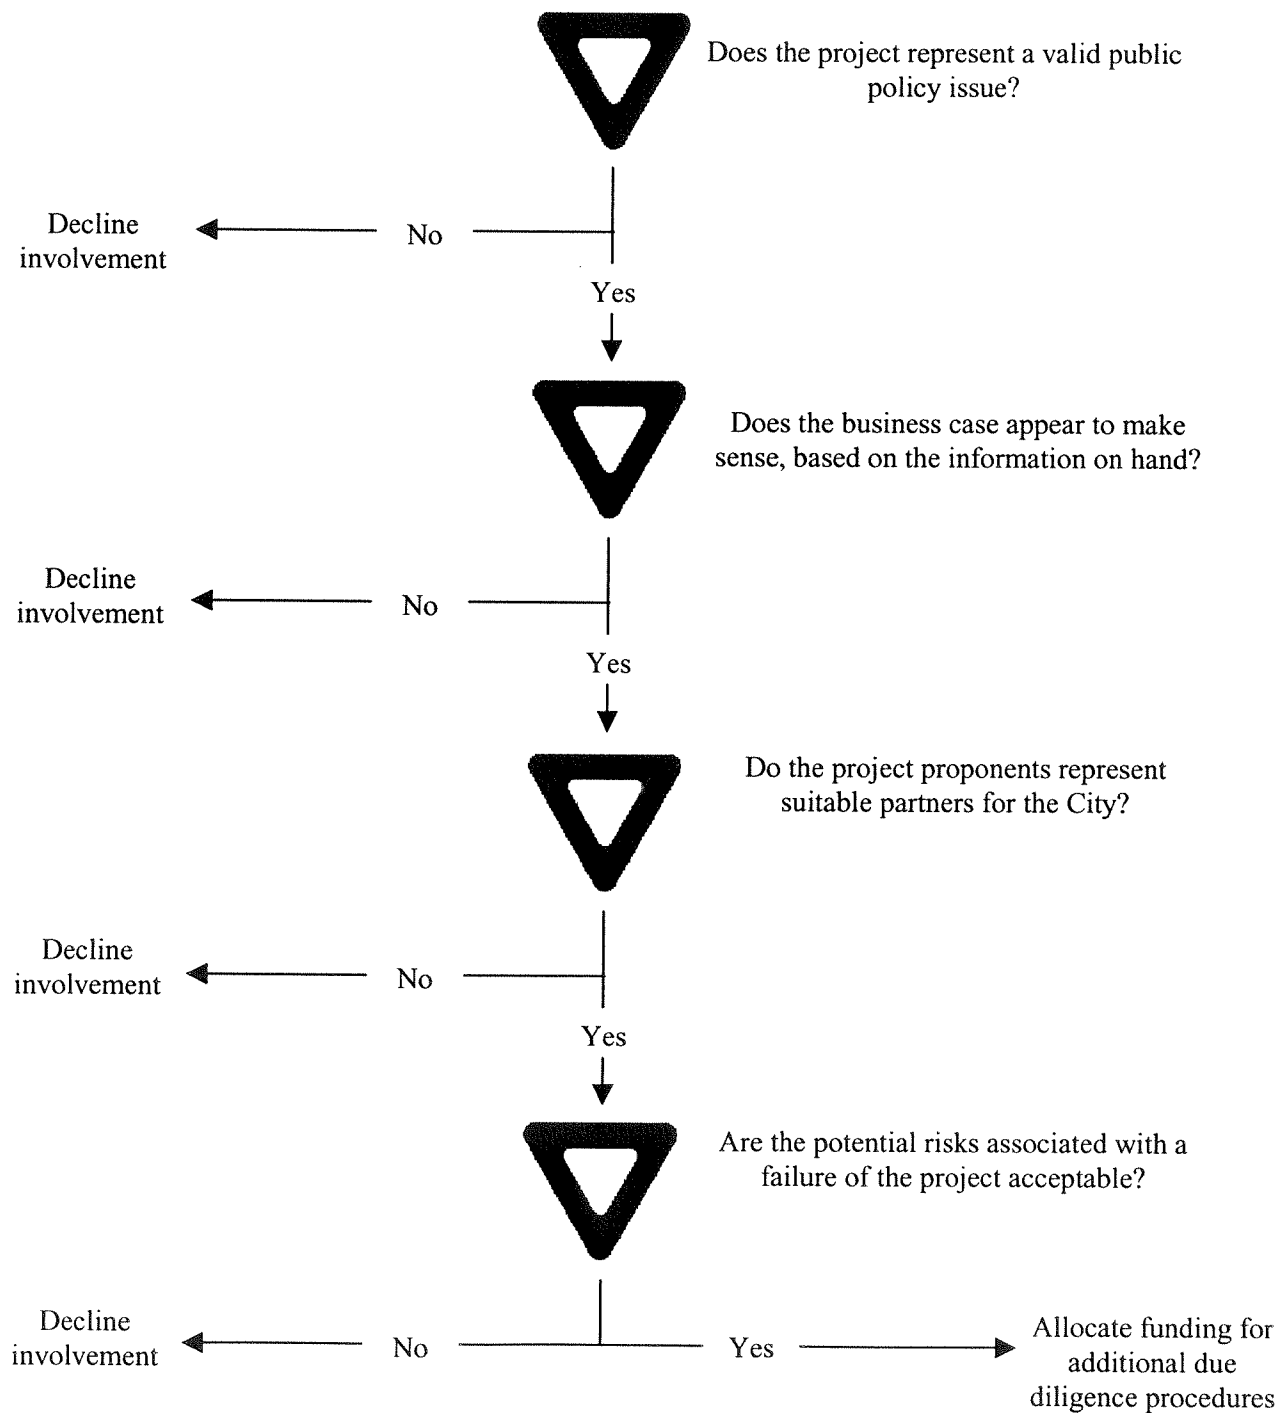 Does the project represent a valid public
policy issue?
Decline
involvement
No
Yes
Does the business case appear to make
sense, based on the information on hand?
Decline
involvement
No
Yes
Do the project proponents represent
suitable partners for the City?
Decline
involvement
No
Yes
Are the potential risks associated with a
failure of the project acceptable?
Decline
involvement
No
Yes
Allocate funding for
additional due
diligence procedures